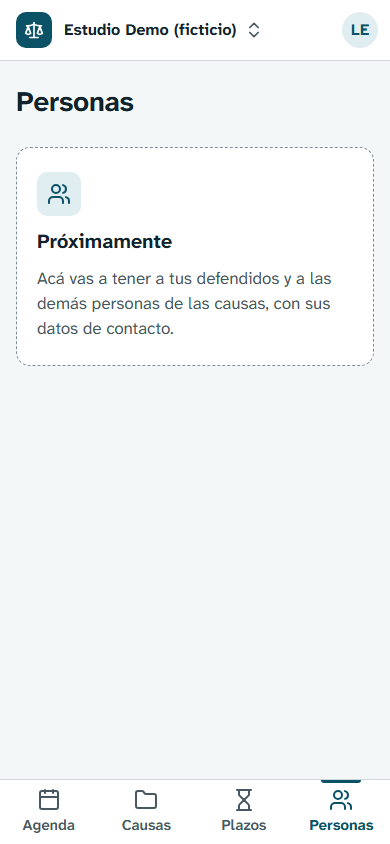 Estudio Demo (ficticio)
LE
Personas
Próximamente
Acá vas a tener a tus defendidos y a las
demás personas de las causas, con sus
datos de contacto.
Agenda
Causas
Plazos
Personas